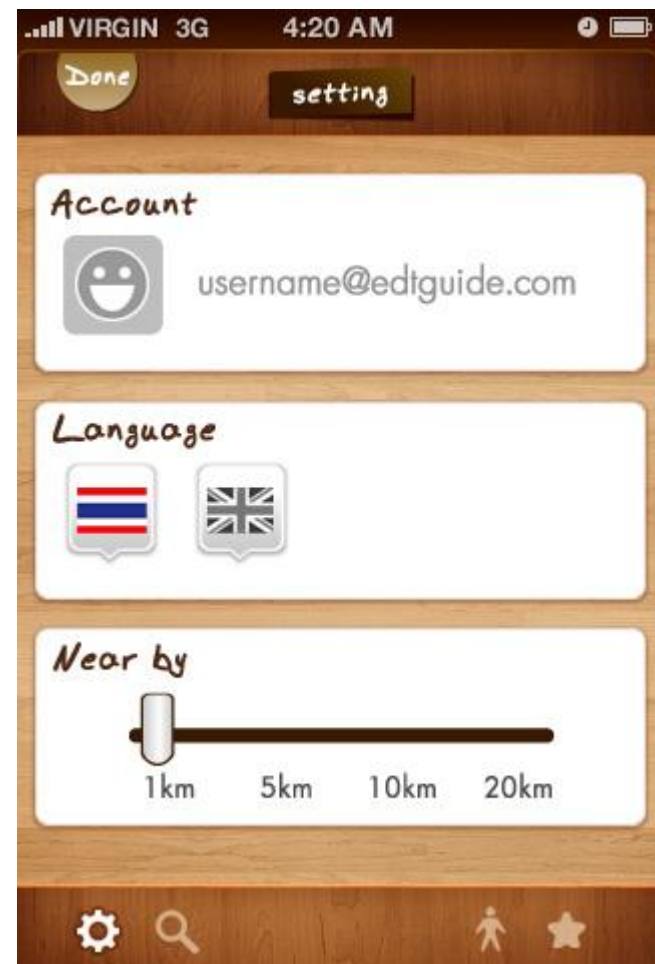 VIRGIN 3G 4:20 AM
Done
setting
Account
username@edtguide.com
Language
Near by
1km 5km 10km 20km